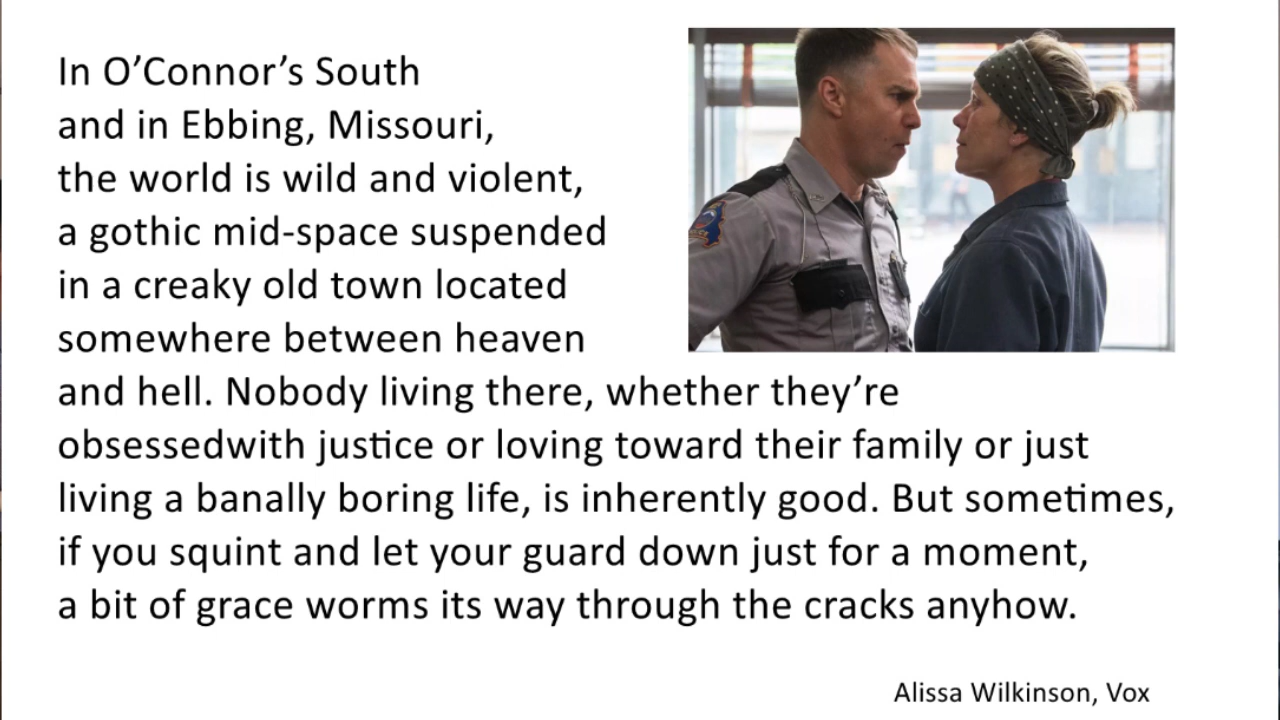 In O’Connor’s South
and in Ebbing, Missouri,
the world is wild and violent,
a gothic mid-space suspended
in a creaky old town located
somewhere between heaven
and hell. Nobody living there, whether they’re
obsessedwith justice or loving toward their family or just
living a banally boring life, is inherently good. But sometimes,
if you squint and let your guard down just for a moment,
a bit of grace worms its way through the cracks anyhow.
Alissa Wilkinson, Vox